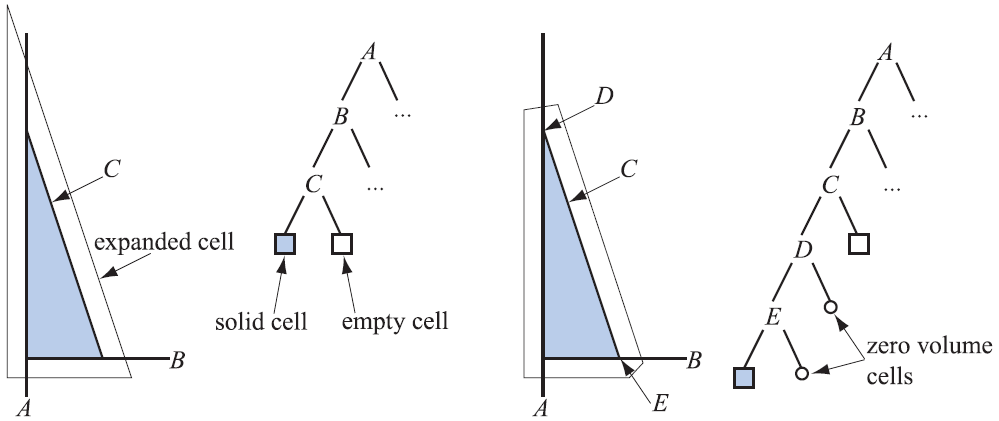 C
expanded cell
B
A
A
B
...
C
...
solid cell
empty cell
D
C
B
A
E
A
B
...
C
...
D
E
zero volume
cells